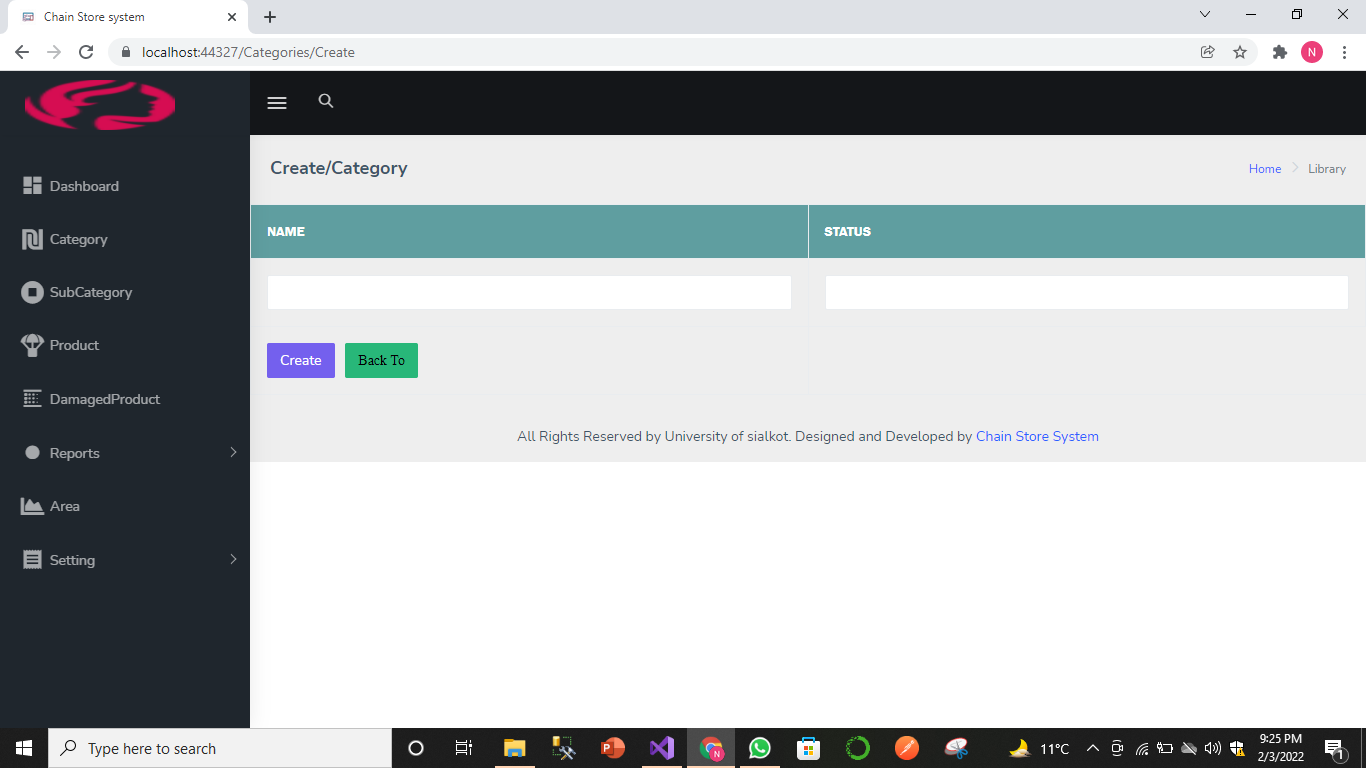 Chain Store system
localhost:44327/Categories/Create
N
Create/Category
Home
Library
Dashboard
Category
SubCategory
Product
DamagedProduct
Reports
Area
Setting
NAME
STATUS
Create
Back To
All Rights Reserved by University of sialkot. Designed and Developed by Chain Store System
Type here to search
P
N
11°C
9:25 PM
2/3/2022
1